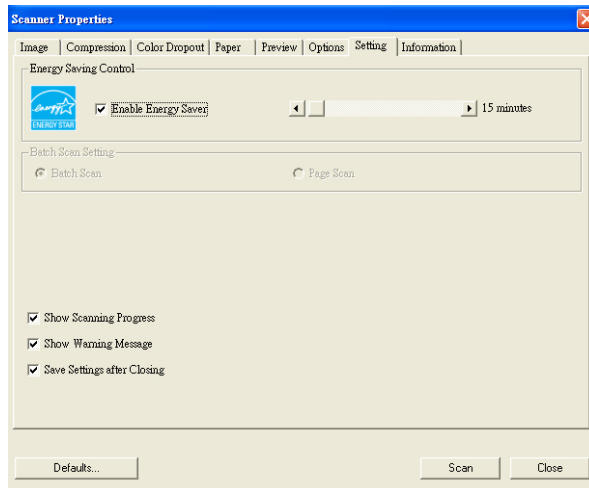 Scanner Properties
Image Compression Color Dropout Paper Preview Options Setting Information
Energy Saving Control
energy
ENERGY STAR
Enable Energy Saver
15 minutes
Batch Scan Setting
Batch Scan Page Scan
Show Scanning Progress
Show Warning Message
Save Settings after Closing
Defaults... Scan Close